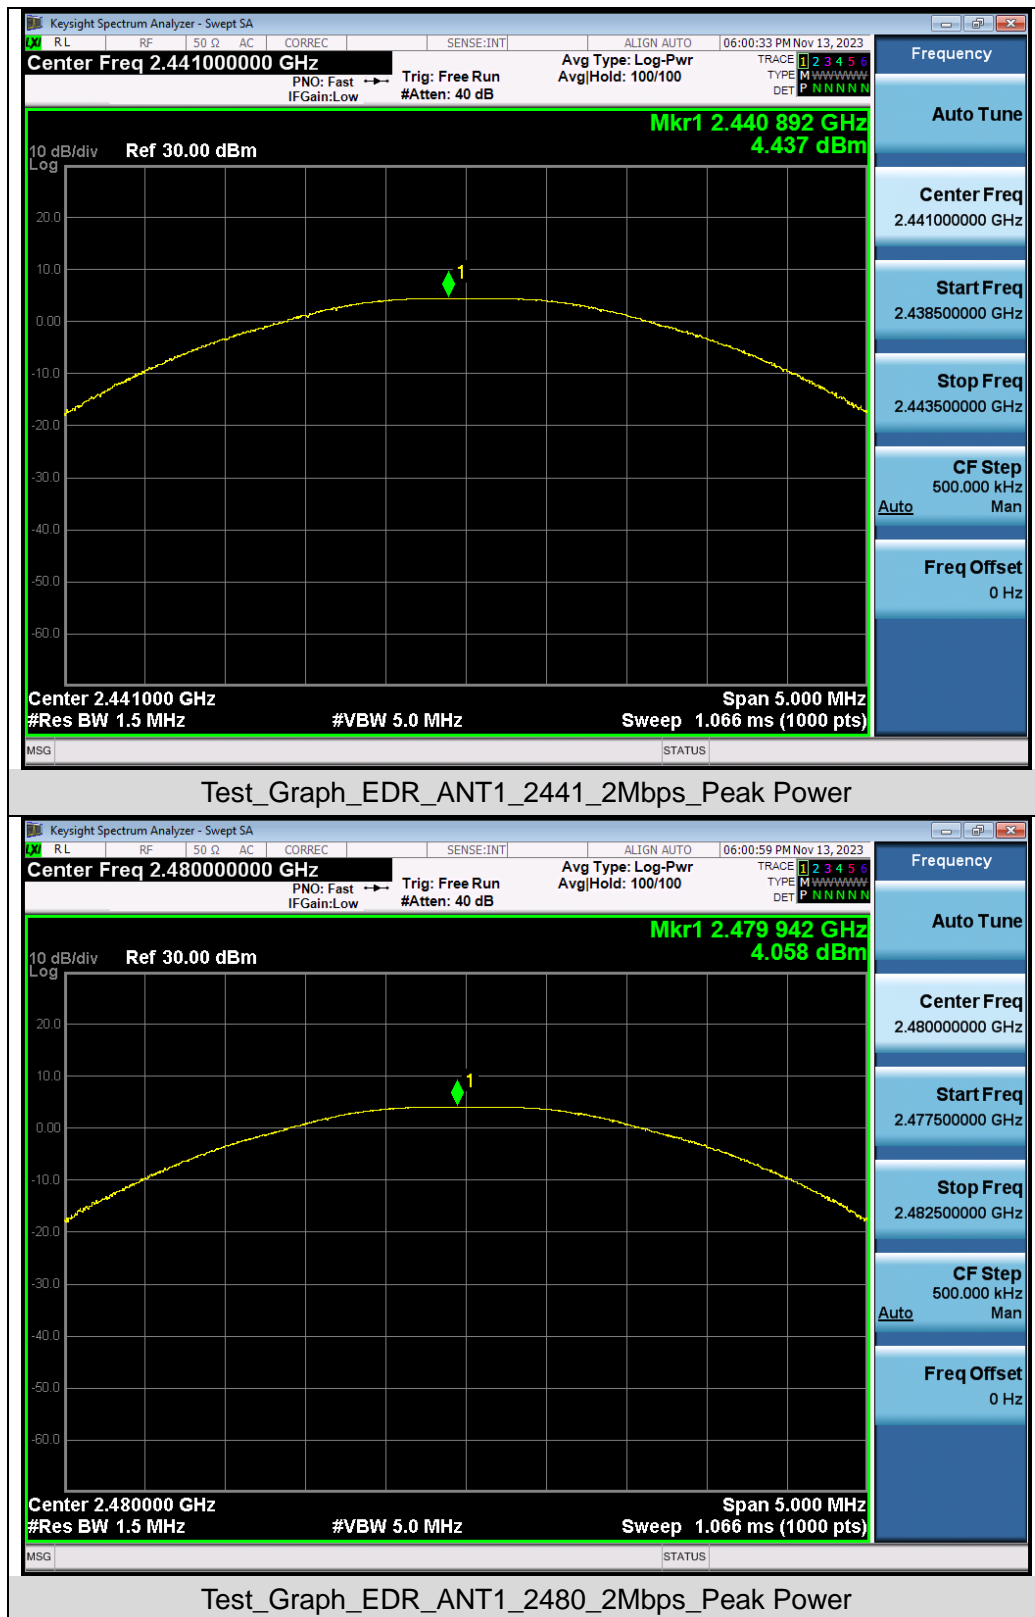 Keysight Spectrum Analyzer - Swept SA
LXI RL RF 50 Ω AC CORREC SENSE:INT ALIGN AUTO 06:00:33 PM Nov 13, 2023
Center Freq 2.441000000 GHz
PNO: Fast
IFGain:Low
Trig: Free Run
#Atten: 40 dB
Avg Type: Log-Pwr
Avg|Hold: 100/100
TRACE 1 2 3 4 5 6
TYPE M WWWWW
DET P N N N N N
Mkr1 2.440 892 GHz
4.437 dBm
10 dB/div
Log
Ref 30.00 dBm
20.0
10.0
1
0.00
-10.0
-20.0
-30.0
-40.0
-50.0
-60.0
Center 2.441000 GHz
Span 5.000 MHz
#Res BW 1.5 MHz
#VBW 5.0 MHz
Sweep 1.066 ms (1000 pts)
MSG
STATUS
Frequency
Auto Tune
Center Freq
2.441000000 GHz
Start Freq
2.438500000 GHz
Stop Freq
2.443500000 GHz
CF Step
500.000 kHz
Auto Man
Freq Offset
0 Hz
Test_Graph_EDR_ANT1_2441_2Mbps_Peak Power
Keysight Spectrum Analyzer - Swept SA
LXI RL RF 50 Ω AC CORREC SENSE:INT ALIGN AUTO 06:00:59 PM Nov 13, 2023
Center Freq 2.480000000 GHz
PNO: Fast
IFGain:Low
Trig: Free Run
#Atten: 40 dB
Avg Type: Log-Pwr
Avg|Hold: 100/100
TRACE 1 2 3 4 5 6
TYPE M WWWWW
DET P N N N N N
Mkr1 2.479 942 GHz
4.058 dBm
10 dB/div
Log
Ref 30.00 dBm
20.0
10.0
1
0.00
-10.0
-20.0
-30.0
-40.0
-50.0
-60.0
Center 2.480000 GHz
Span 5.000 MHz
#Res BW 1.5 MHz
#VBW 5.0 MHz
Sweep 1.066 ms (1000 pts)
MSG
STATUS
Frequency
Auto Tune
Center Freq
2.480000000 GHz
Start Freq
2.477500000 GHz
Stop Freq
2.482500000 GHz
CF Step
500.000 kHz
Auto Man
Freq Offset
0 Hz
Test_Graph_EDR_ANT1_2480_2Mbps_Peak Power